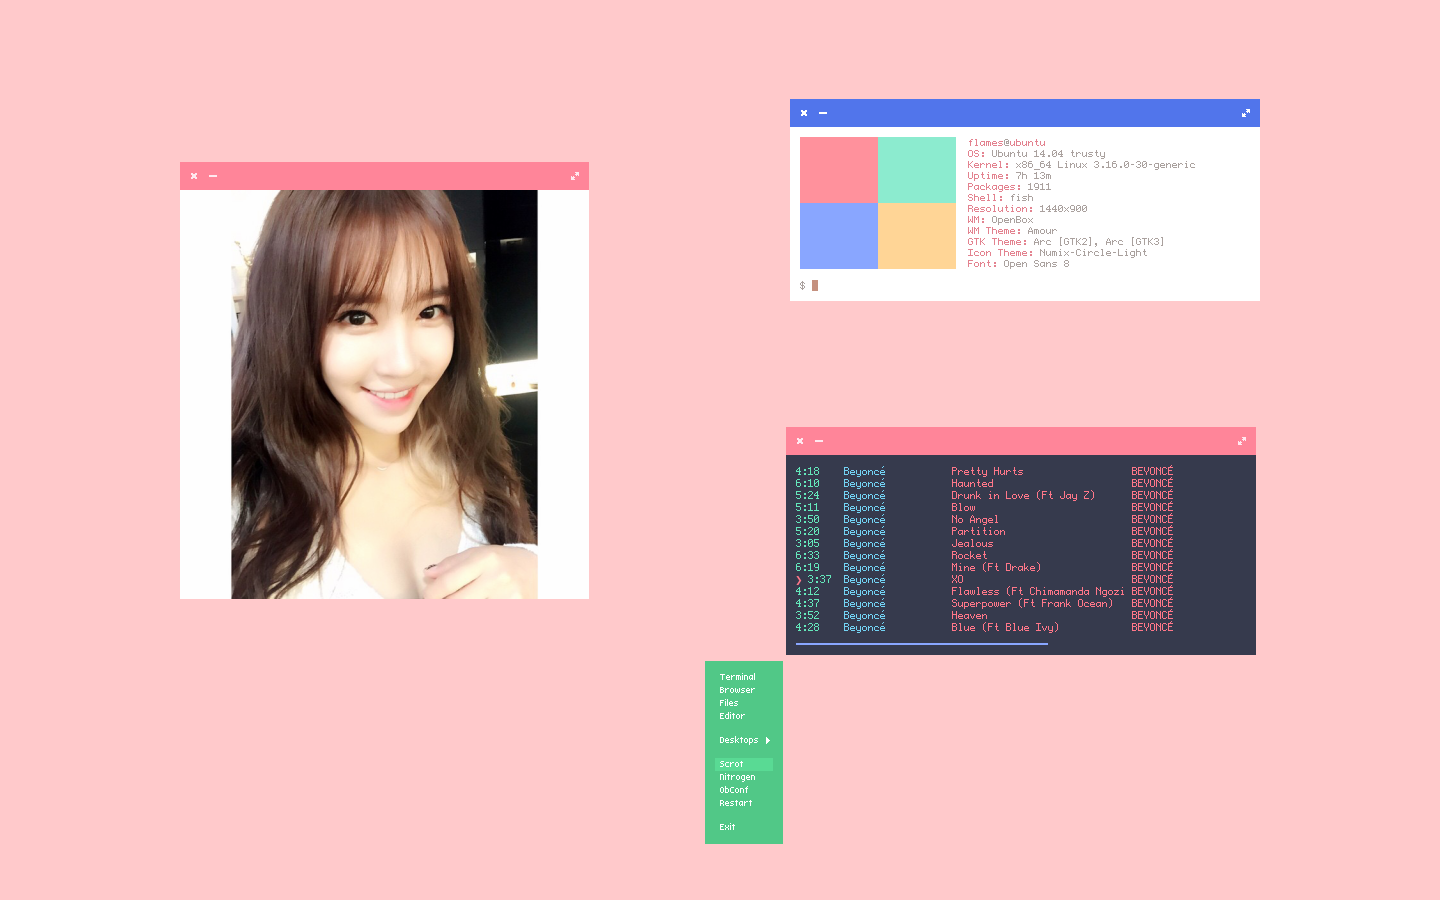 flames@ubuntu
OS: Ubuntu 14.04 trusty
Kernel: x86_64 Linux 3.16.0-30-generic
Uptime: 7h 13m
Packages: 1911
Shell: fish
Resolution: 1440x900
WM: OpenBox
WM Theme: Amour
GTK Theme: Arc [GTK2], Arc [GTK3]
Icon Theme: Numix-Circle-Light
Font: Open Sans 8
$
4:18 Beyoncé Pretty Hurts BEYONCÉ
6:10 Beyoncé Haunted BEYONCÉ
5:24 Beyoncé Drunk in Love (Ft Jay Z) BEYONCÉ
5:11 Beyoncé Blow BEYONCÉ
3:50 Beyoncé No Angel BEYONCÉ
5:20 Beyoncé Partition BEYONCÉ
3:05 Beyoncé Jealous BEYONCÉ
6:33 Beyoncé Rocket BEYONCÉ
6:19 Beyoncé Mine (Ft Drake) BEYONCÉ
❯ 3:37 Beyoncé XO BEYONCÉ
4:12 Beyoncé Flawless (Ft Chimamanda Ngozi BEYONCÉ
4:37 Beyoncé Superpower (Ft Frank Ocean) BEYONCÉ
3:52 Beyoncé Heaven BEYONCÉ
4:28 Beyoncé Blue (Ft Blue Ivy) BEYONCÉ
Terminal
Browser
Files
Editor
Desktops
Scrot
Nitrogen
ObConf
Restart
Exit